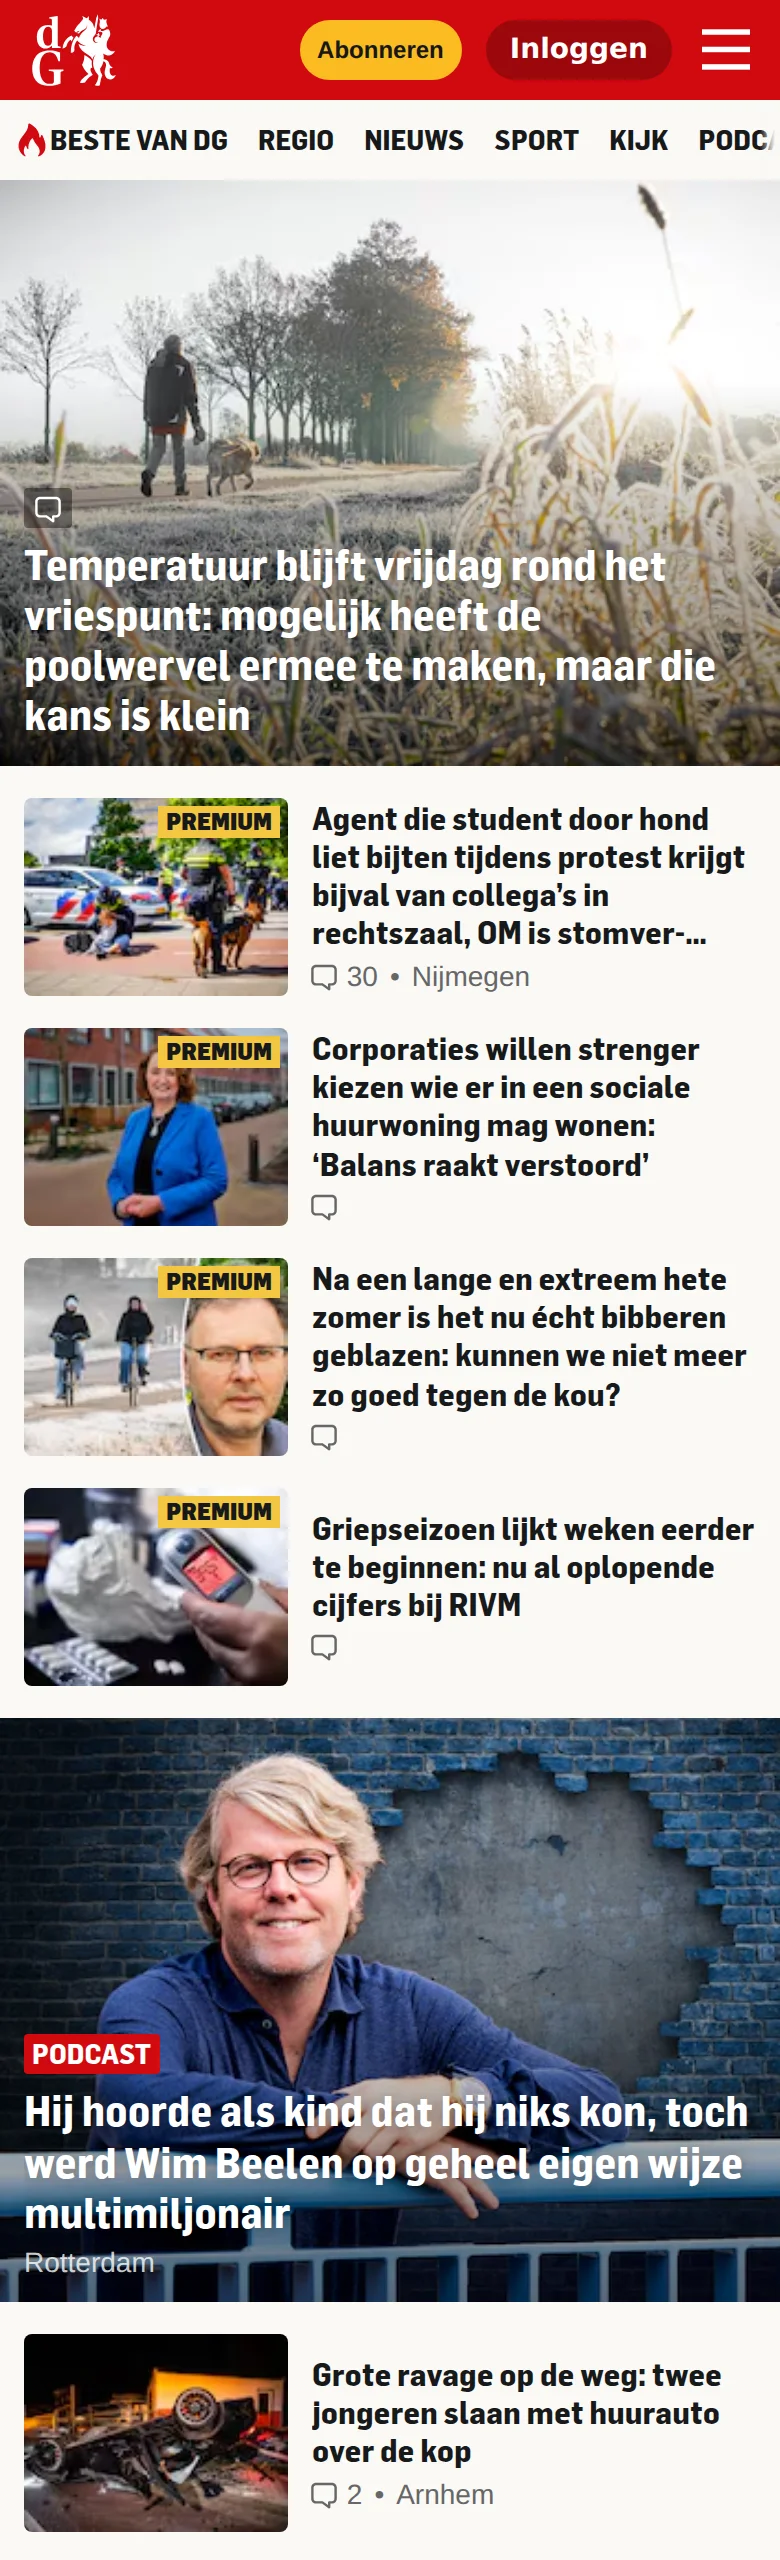 dG
Abonneren
Inloggen
BESTE VAN DG REGIO NIEUWS SPORT KIJK
Temperatuur blijft vrijdag rond het
vriespunt: mogelijk heeft de
poolwervel ermee te maken, maar die
kans is klein
PREMIUM
Agent die student door hond
liet bijten tijdens protest krijgt
bijval van collega’s in
rechtszaal, OM is stomver-...
30 • Nijmegen
PREMIUM
Corporaties willen strenger
kiezen wie er in een sociale
huurwoning mag wonen:
‘Balans raakt verstoord’
PREMIUM
Na een lange en extreem hete
zomer is het nu écht bibberen
geblazen: kunnen we niet meer
zo goed tegen de kou?
PREMIUM
Griepseizoen lijkt weken eerder
te beginnen: nu al oplopende
cijfers bij RIVM
PODCAST
Hij hoorde als kind dat hij niks kon, toch
werd Wim Beelen op geheel eigen wijze
multimiljonair
Rotterdam
Grote ravage op de weg: twee
jongeren slaan met huurauto
over de kop
2 • Arnhem